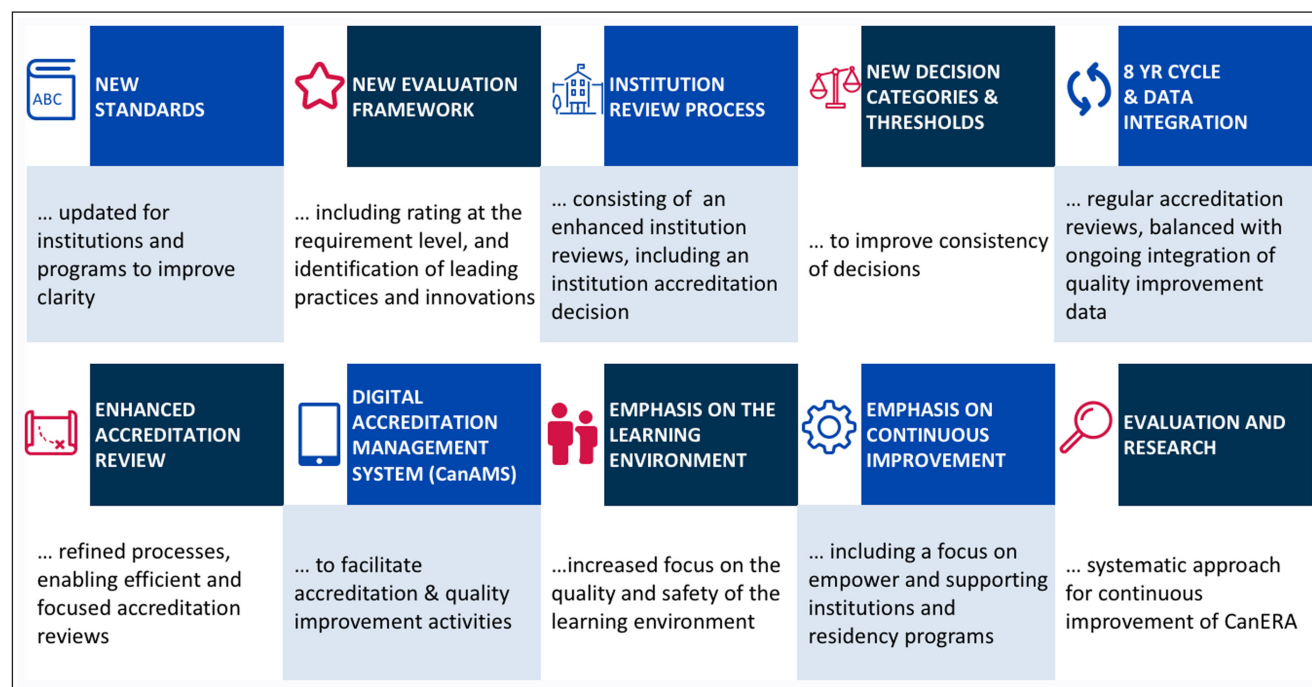 ABC
NEW
STANDARDS
NEW EVALUATION
FRAMEWORK
INSTITUTION
REVIEW PROCESS
NEW DECISION
CATEGORIES &
THRESHOLDS
8 YR CYCLE
& DATA
INTEGRATION
... updated for
institutions and
programs to improve
clarity
... including rating at the
requirement level, and
identification of leading
practices and innovations
... consisting of  an
enhanced institution
reviews, including an
institution accreditation
decision
... to improve consistency
of decisions
... regular accreditation
reviews, balanced with
ongoing integration of
quality improvement
data
ENHANCED
ACCREDITATION
REVIEW
DIGITAL
ACCREDITATION
MANAGEMENT
SYSTEM (CanAMS)
EMPHASIS ON THE
LEARNING
ENVIRONMENT
EMPHASIS ON
CONTINUOUS
IMPROVEMENT
EVALUATION AND
RESEARCH
... refined processes,
enabling efficient and
focused accreditation
reviews
... to facilitate
accreditation & quality
improvement activities
...increased focus on the
quality and safety of the
learning environment
... including a focus on
empower and supporting
institutions and
residency programs
... systematic approach
for continuous
improvement of CanERA